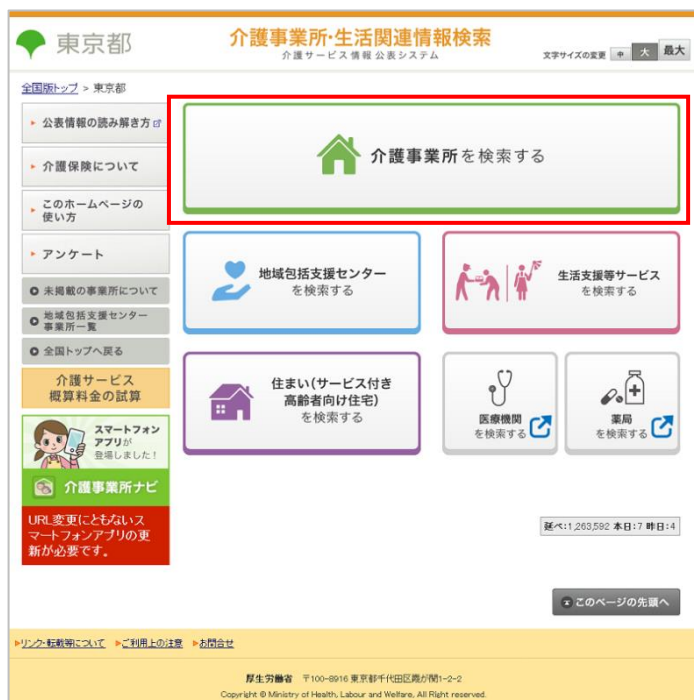 東京都
介護事業所・生活関連情報検索
介護サービス情報公表システム
文字サイズの変更 中 大 最大
全国版トップ > 東京都
公表情報の読み解き方
介護保険について
このホームページの
使い方
アンケート
未掲載の事業所について
地域包括支援センター
事業所一覧
全国トップへ戻る
介護サービス
概算料金の試算
スマートフォン
アプリが
登場しました！
介護事業所ナビ
URL変更にともないス
マートフォンアプリの更
新が必要です。
介護事業所を検索する
地域包括支援センター
を検索する
生活支援等サービス
を検索する
住まい(サービス付き
高齢者向け住宅)
を検索する
医療機関
を検索する
薬局
を検索する
延べ:1,263,592 本日:7 昨日:4
このページの先頭へ
リンク・転載等について ご利用上の注意 お問合せ
厚生労働省 〒100-8916 東京都千代田区霞が関1-2-2
Copyright © Ministry of Health, Labour and Welfare, All Right reserved.